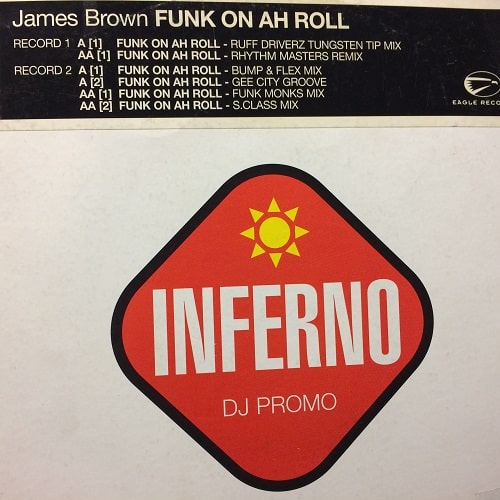 James Brown FUNK ON AH ROLL
RECORD 1 A [1] FUNK ON AH ROLL - RUFF DRIVERZ TUNGSTEN TIP MIX
AA [1] FUNK ON AH ROLL - RHYTHM MASTERS REMIX
RECORD 2 A [1] FUNK ON AH ROLL - BUMP & FLEX MIX
A [2] FUNK ON AH ROLL - GEE CITY GROOVE
AA [1] FUNK ON AH ROLL - FUNK MONKS MIX
AA [2] FUNK ON AH ROLL - S.CLASS MIX
EAGLE RECO
INFERNO
DJ PROMO